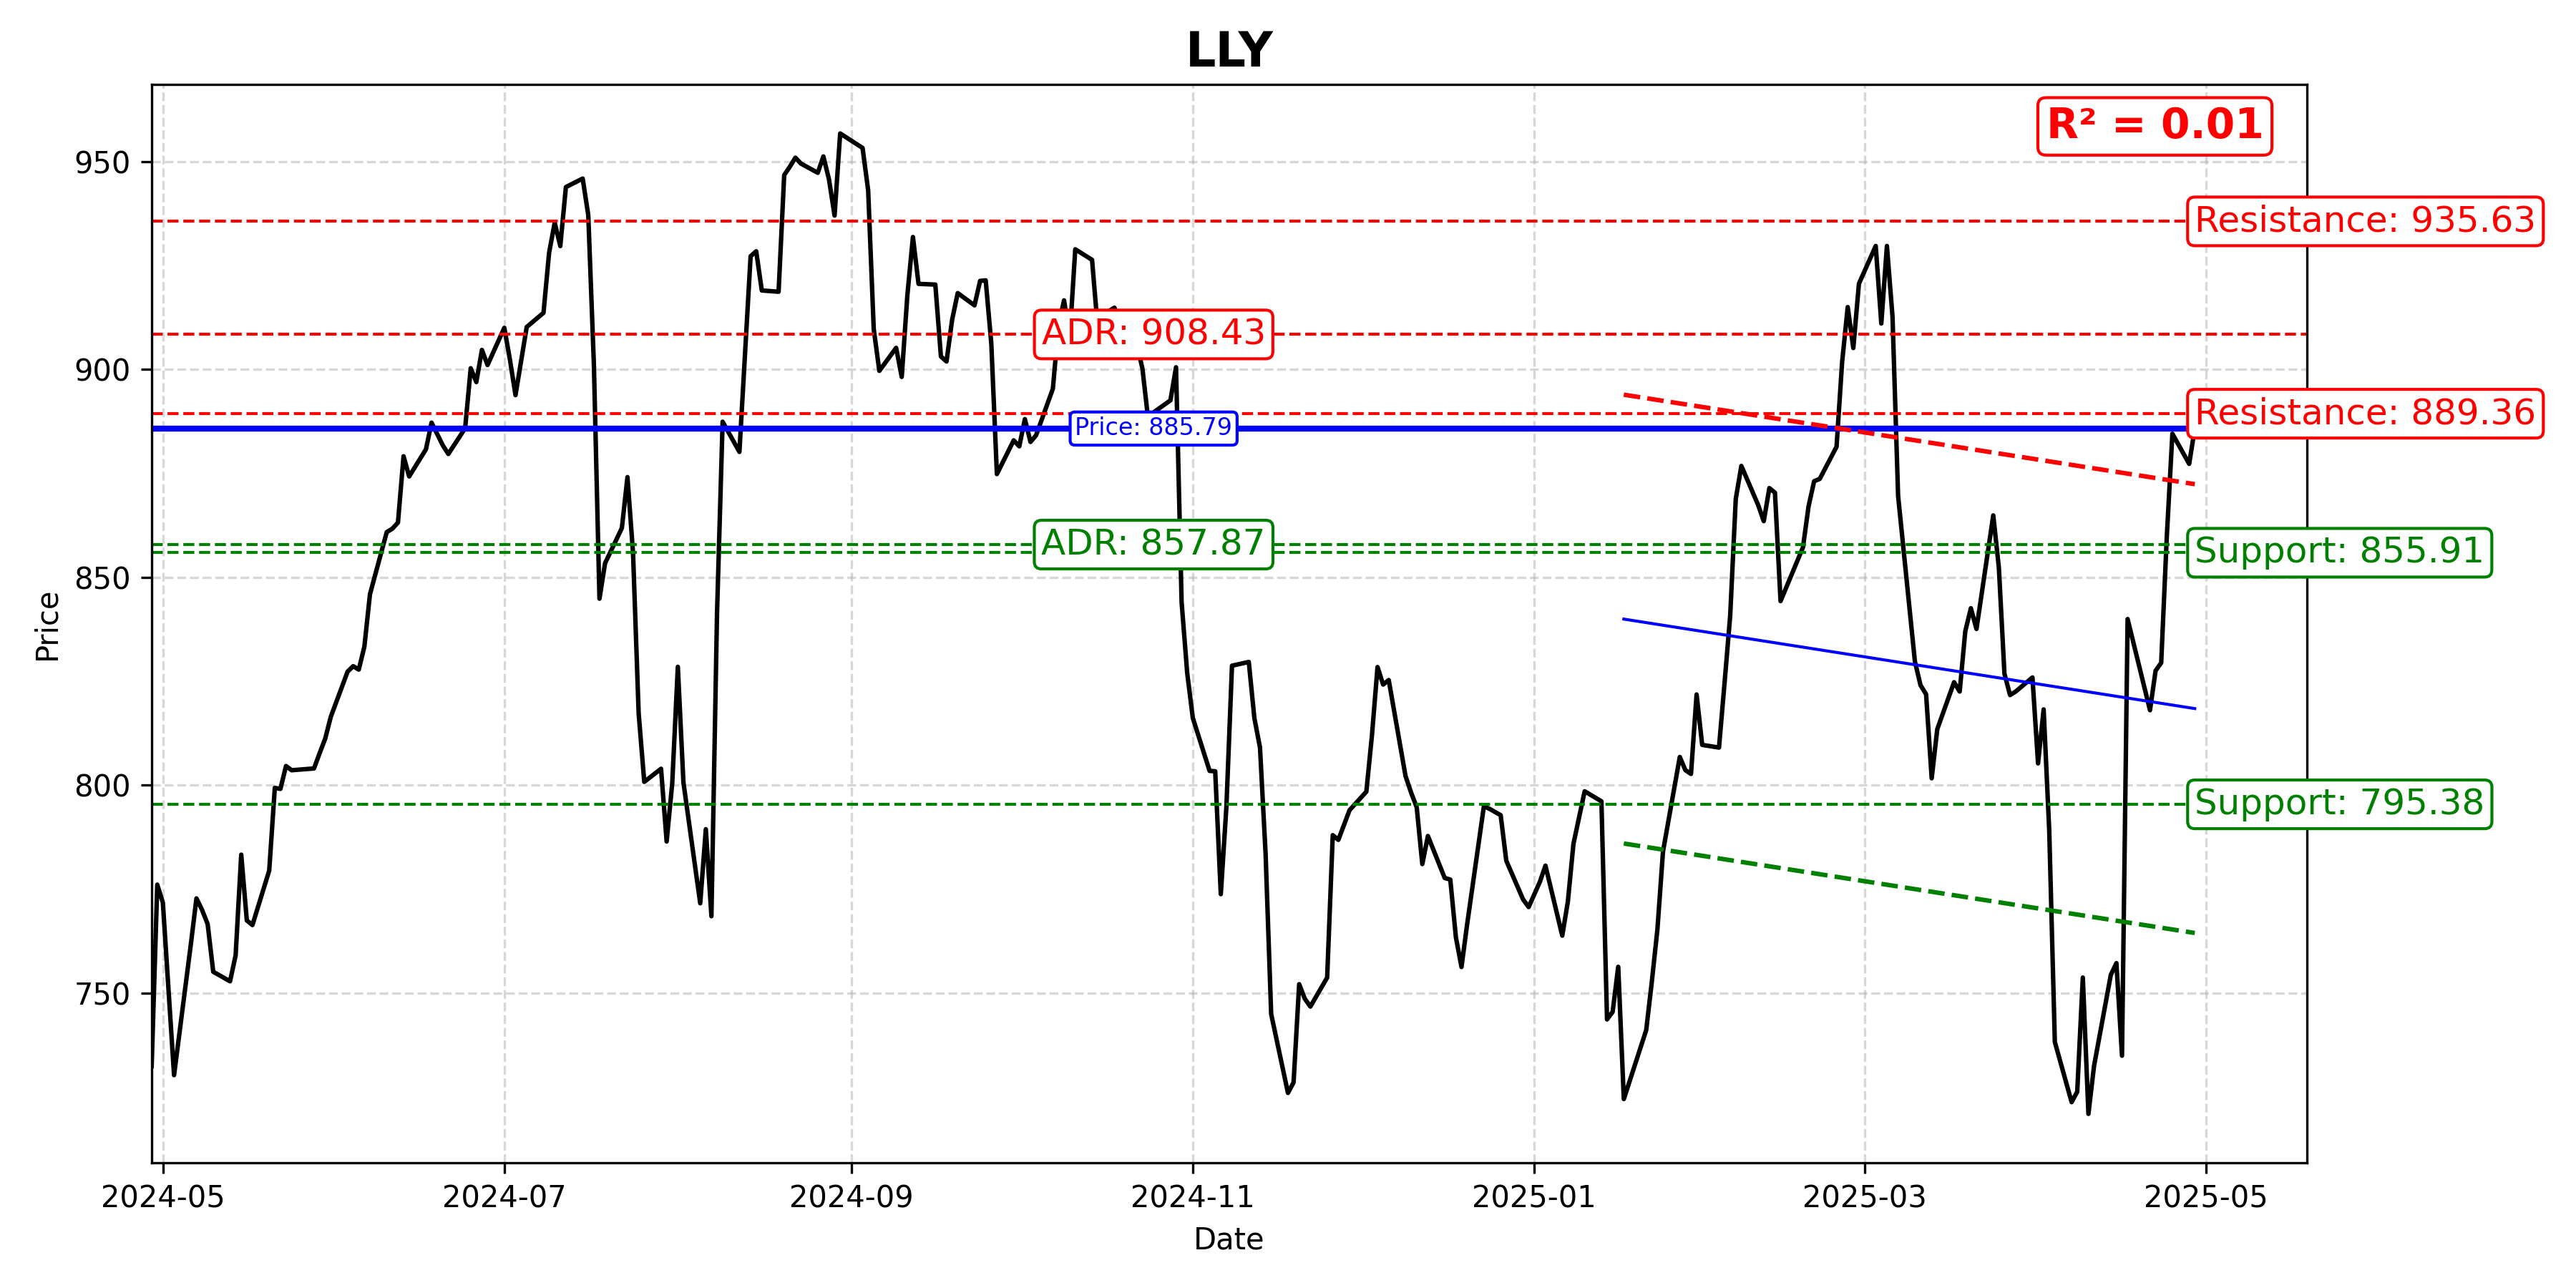 LLY
R² = 0.01
950
Resistance: 935.63
ADR: 908.43
900
Resistance: 889.36
Price: 885.79
ADR: 857.87
Support: 855.91
850
Price
800
Support: 795.38
750
2024-05
2024-07
2024-09
2024-11
2025-01
2025-03
2025-05
Date